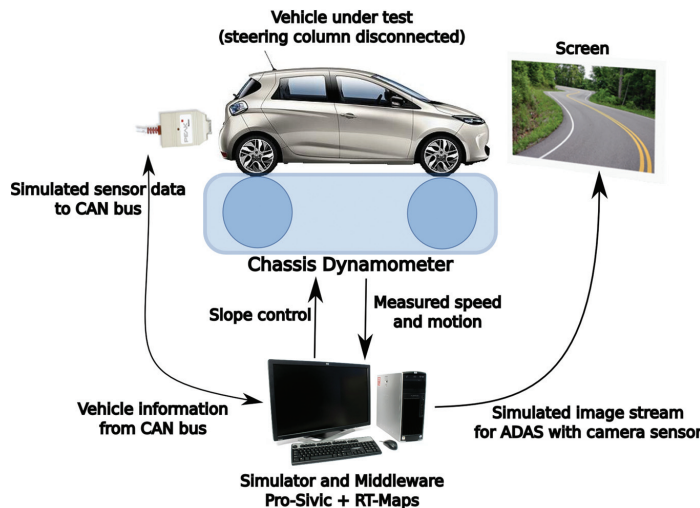 Vehicle under test
(steering column disconnected)
Screen
Simulated sensor data
to CAN bus
Chassis Dynamometer
Slope control
Measured speed
and motion
Vehicle information
from CAN bus
Simulated image stream
for ADAS with camera sensor
Simulator and Middleware
Pro-Sivic + RT-Maps